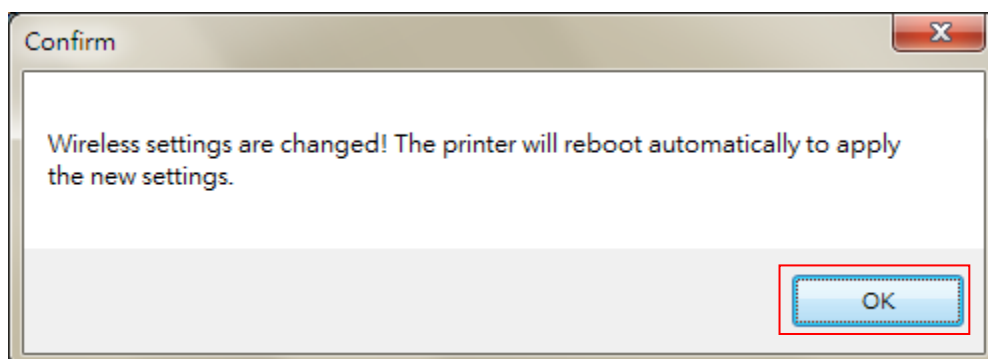 Confirm
Wireless settings are changed! The printer will reboot automatically to apply
the new settings.
OK